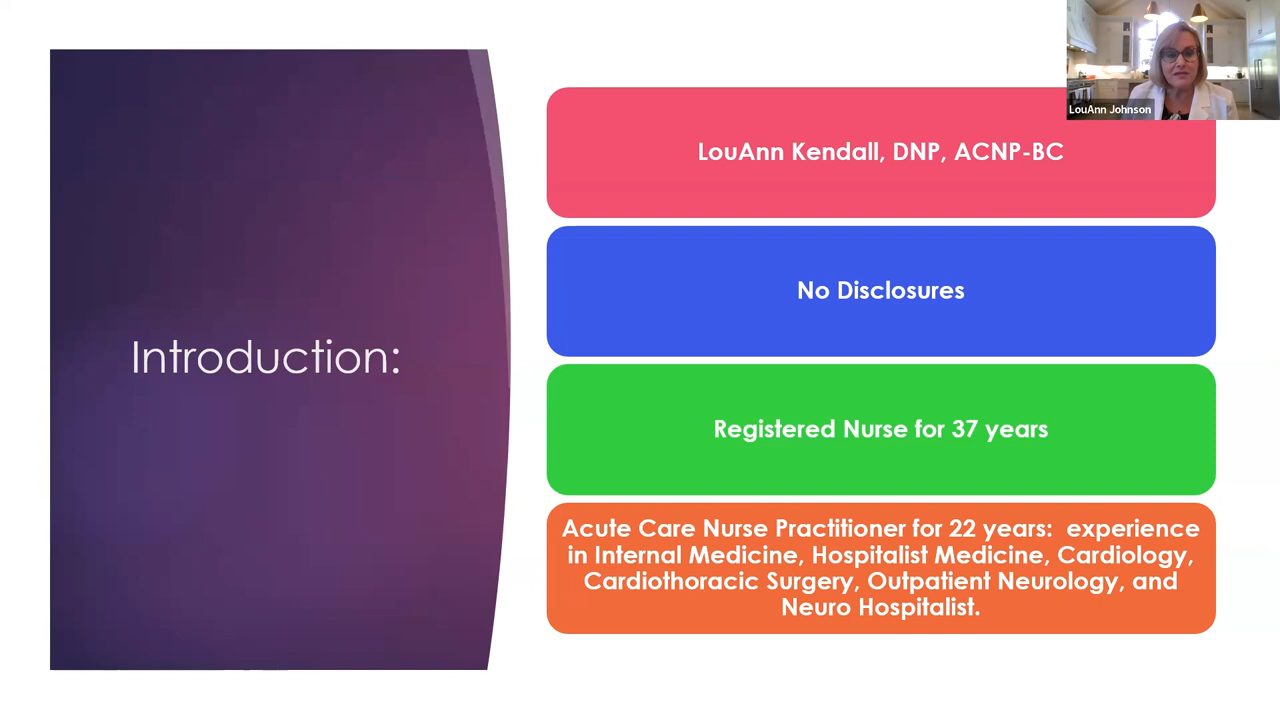 LouAnn Johnson
Introduction:
LouAnn Kendall, DNP, ACNP-BC
No Disclosures
Registered Nurse for 37 years
Acute Care Nurse Practitioner for 22 years:  experience
in Internal Medicine, Hospitalist Medicine, Cardiology,
Cardiothoracic Surgery, Outpatient Neurology, and
Neuro Hospitalist.